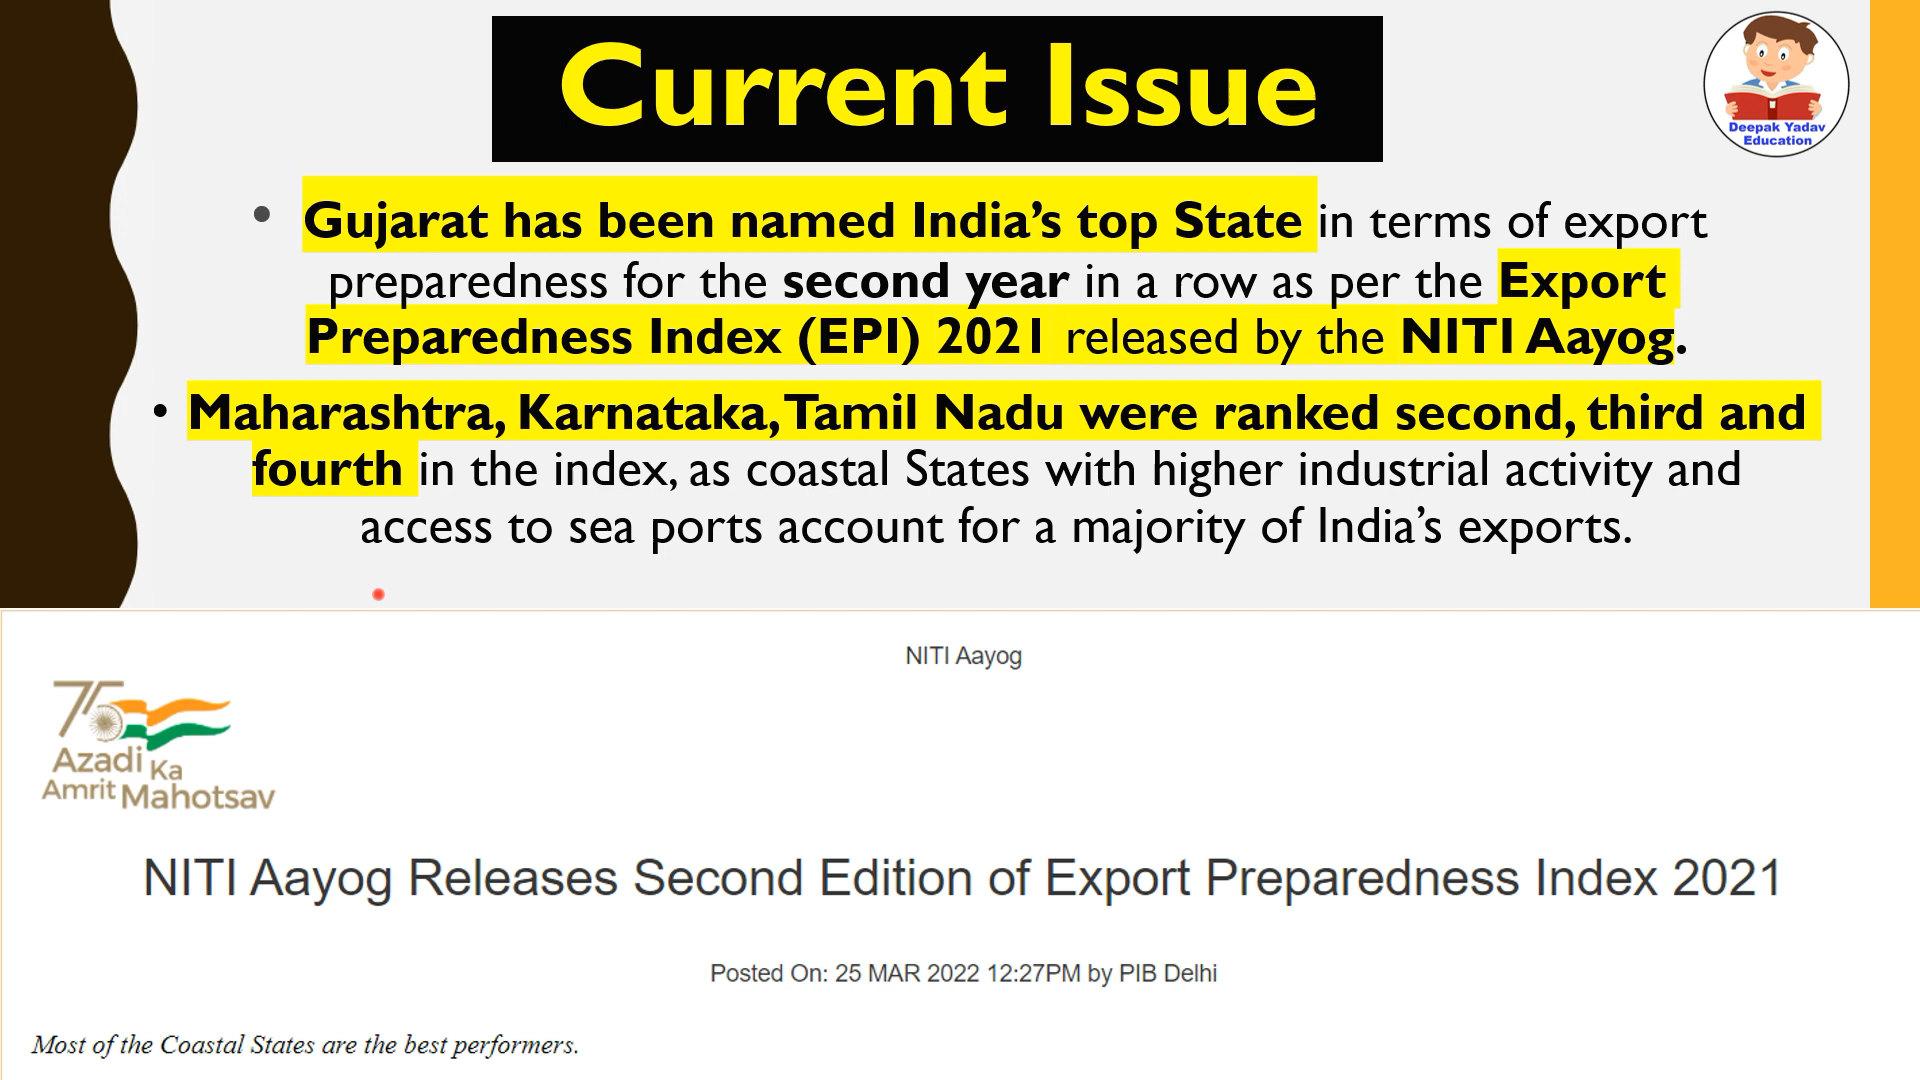 Current Issue
Deepak Yadav
Education
• Gujarat has been named India’s top State in terms of export
preparedness for the second year in a row as per the Export
Preparedness Index (EPI) 2021 released by the NITI Aayog.
• Maharashtra, Karnataka, Tamil Nadu were ranked second, third and
fourth in the index, as coastal States with higher industrial activity and
access to sea ports account for a majority of India’s exports.
NITI Aayog
75
Azadi Ka
Amrit Mahotsav
NITI Aayog Releases Second Edition of Export Preparedness Index 2021
Posted On: 25 MAR 2022 12:27PM by PIB Delhi
Most of the Coastal States are the best performers.